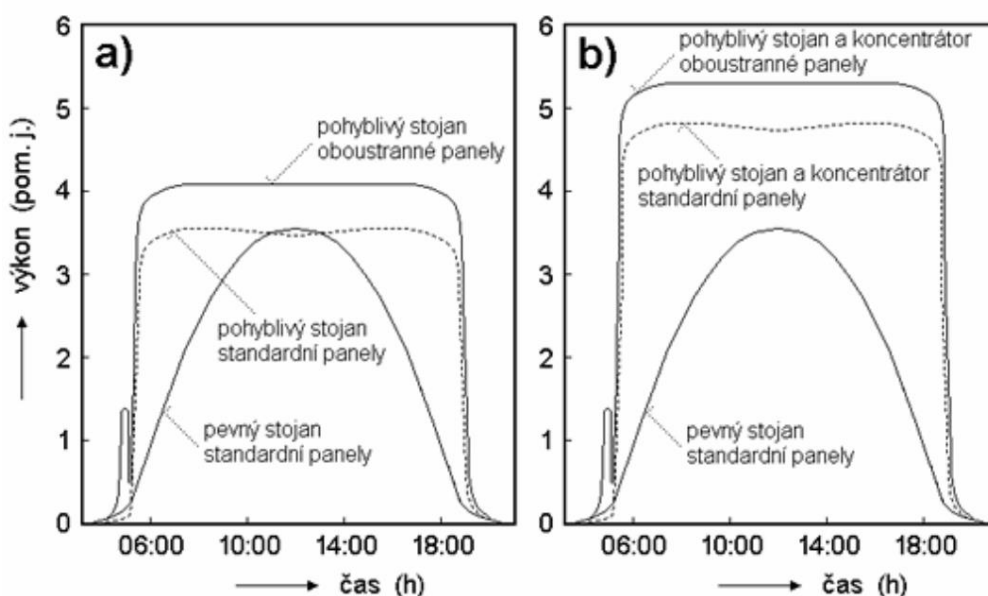 a)
6
5
4
3
2
1
0
výkon (pom. j.)
pohyblivý stojan
oboustranné panely
pohyblivý stojan
standardní panely
pevný stojan
standardní panely
06:00 10:00 14:00 18:00
čas (h)
b)
6
5
4
3
2
1
0
pohyblivý stojan a koncentrátor
oboustranné panely
pohyblivý stojan a koncentrátor
standardní panely
pevný stojan
standardní panely
06:00 10:00 14:00 18:00
čas (h)